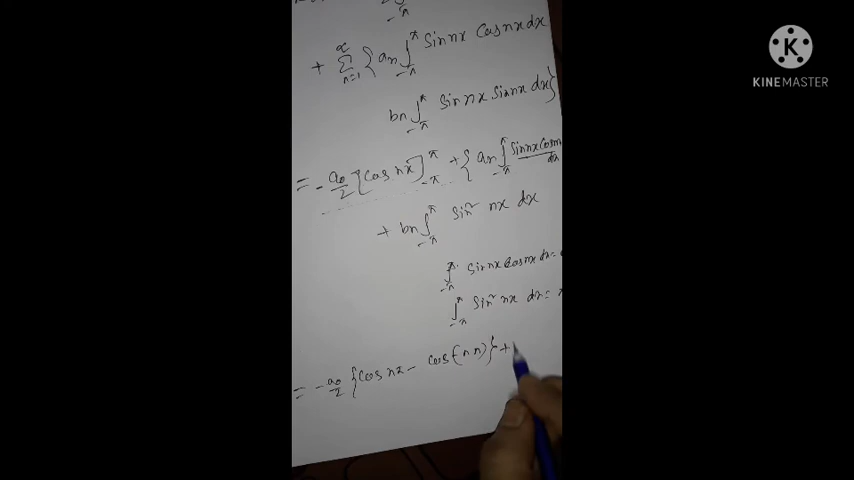 + ∑_{n=1}^{∝} { an ∫_{-π}^{π} Sin nx Cos nx dx
bn ∫_{-π}^{π} Sin nx Sin nx dx }
= - a0/2 [Cos nx]_{-π}^{π} + { an ∫_{-π}^{π} Sin nx Cos n dx
+ bn ∫_{-π}^{π} Sin² nx dx
∫_{-π}^{π} Sin nx Cos nx dx =
∫_{-π}^{π} Sin² nx dx =
= - a0/2 { Cos nπ - Cos(-nπ) } +
K
KINEMASTER